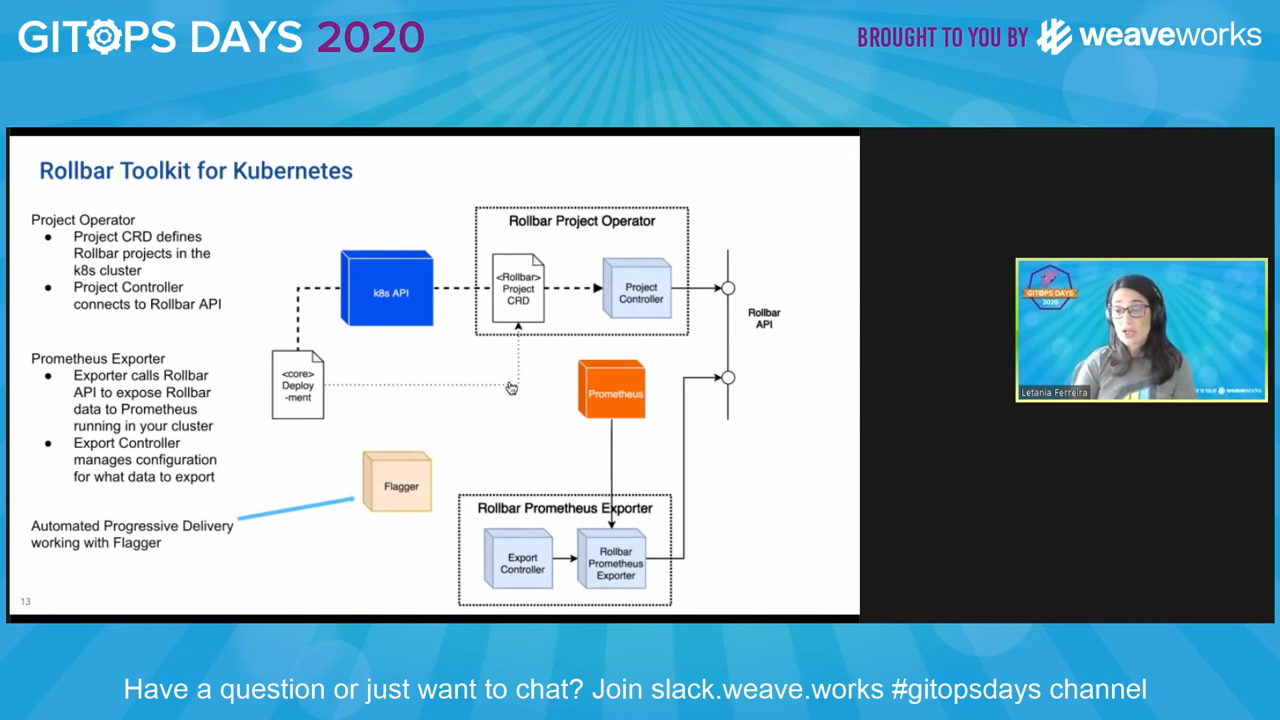 GITOPS DAYS 2020
BROUGHT TO YOU BY weaveworks
Rollbar Toolkit for Kubernetes
Project Operator
● Project CRD defines
Rollbar projects in the
k8s cluster
● Project Controller
connects to Rollbar API
Prometheus Exporter
● Exporter calls Rollbar
API to expose Rollbar
data to Prometheus
running in your cluster
● Export Controller
manages configuration
for what data to export
Automated Progressive Delivery
working with Flagger
13
Rollbar Project Operator
k8s API
<Rollbar>
Project
CRD
Project
Controller
Rollbar
API
<core>
Deploy
-ment
Prometheus
Flagger
Rollbar Prometheus Exporter
Export
Controller
Rollbar
Prometheus
Exporter
GITOPS DAYS
2020
Letania Ferreira
TO YOU BY weaveworks
Have a question or just want to chat? Join slack.weave.works #gitopsdays channel